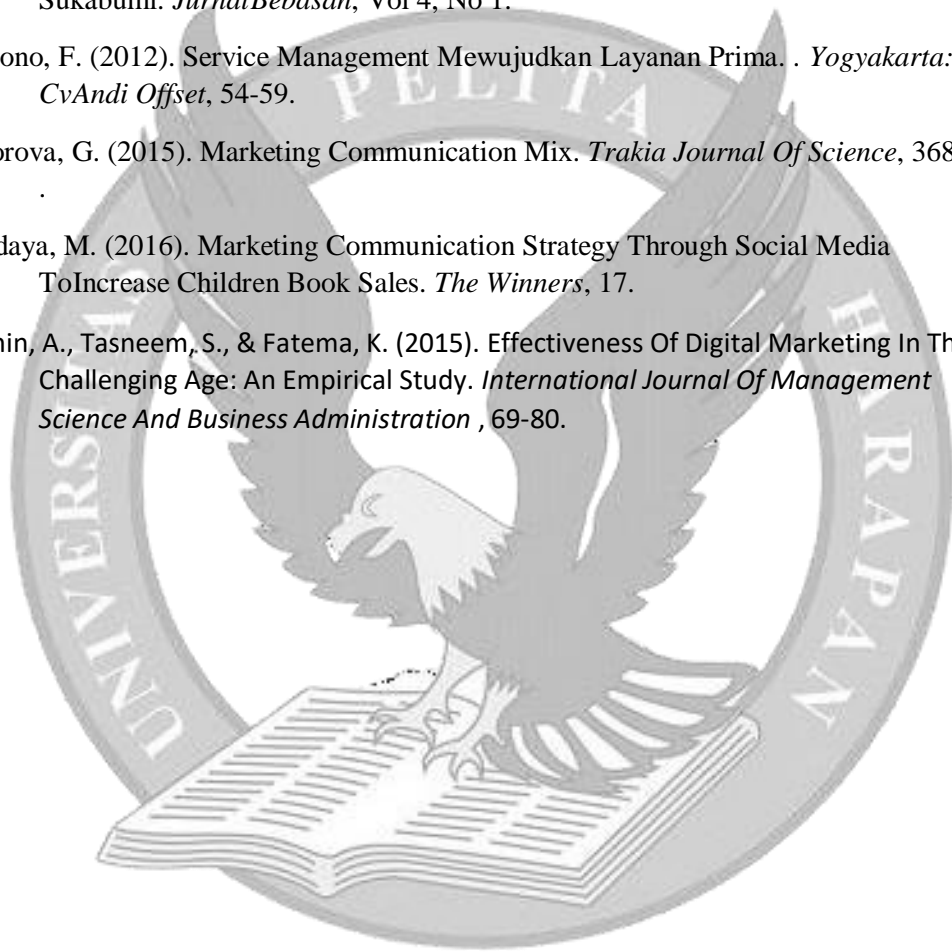 Sukabumi. JurnalBebasan, Vol 4, No 1.
ono, F. (2012). Service Management Mewujudkan Layanan Prima. . Yogyakarta:
CvAndi Offset, 54-59.
orova, G. (2015). Marketing Communication Mix. Trakia Journal Of Science, 368
.
daya, M. (2016). Marketing Communication Strategy Through Social Media
ToIncrease Children Book Sales. The Winners, 17.
min, A., Tasneem, S., & Fatema, K. (2015). Effectiveness Of Digital Marketing In Th
Challenging Age: An Empirical Study. International Journal Of Management
Science And Business Administration , 69-80.
UNIVERSITAS PELITA HARAPAN